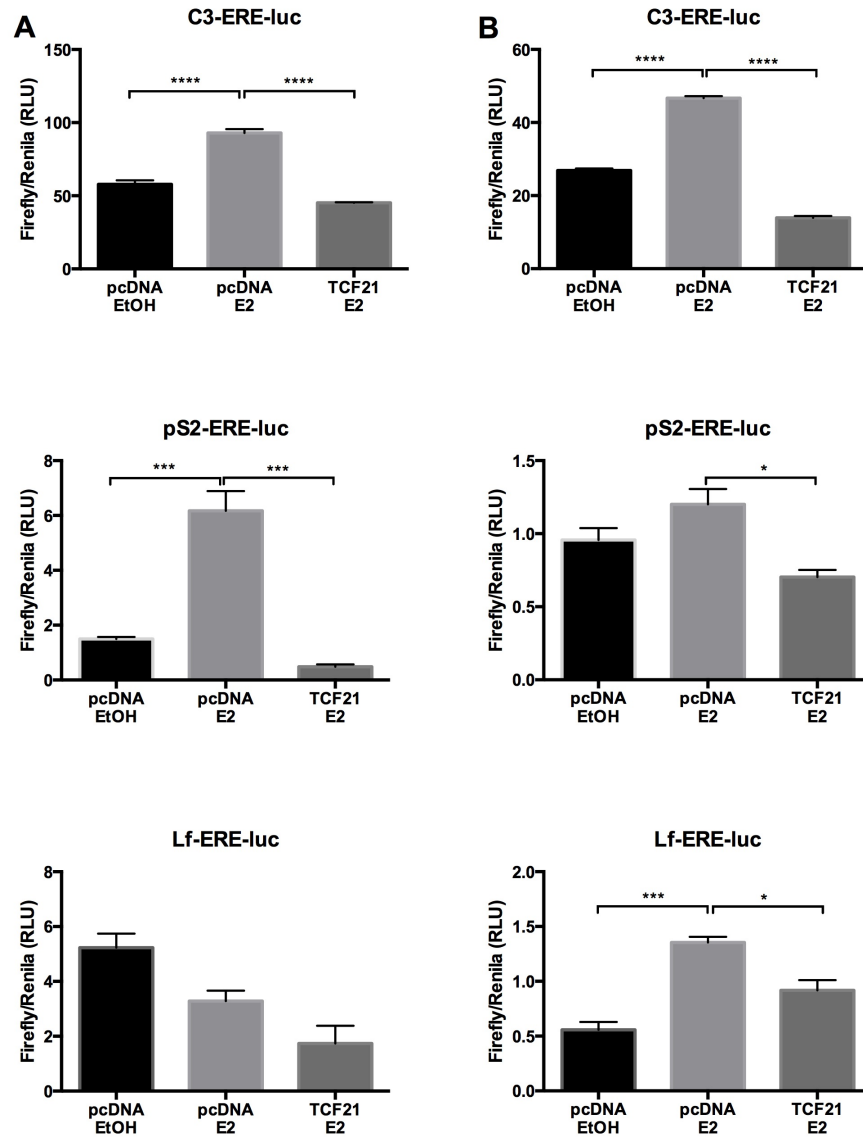 A
C3-ERE-luc
Firefly/Renila (RLU)
150
100
50
0
****
****
pcDNA
EtOH
pcDNA
E2
TCF21
E2
B
C3-ERE-luc
Firefly/Renila (RLU)
60
40
20
0
****
****
pcDNA
EtOH
pcDNA
E2
TCF21
E2
pS2-ERE-luc
Firefly/Renila (RLU)
8
6
4
2
0
***
***
pcDNA
EtOH
pcDNA
E2
TCF21
E2
pS2-ERE-luc
Firefly/Renila (RLU)
1.5
1.0
0.5
0.0
*
pcDNA
EtOH
pcDNA
E2
TCF21
E2
Lf-ERE-luc
Firefly/Renila (RLU)
8
6
4
2
0
pcDNA
EtOH
pcDNA
E2
TCF21
E2
Lf-ERE-luc
Firefly/Renila (RLU)
2.0
1.5
1.0
0.5
0.0
***
*
pcDNA
EtOH
pcDNA
E2
TCF21
E2